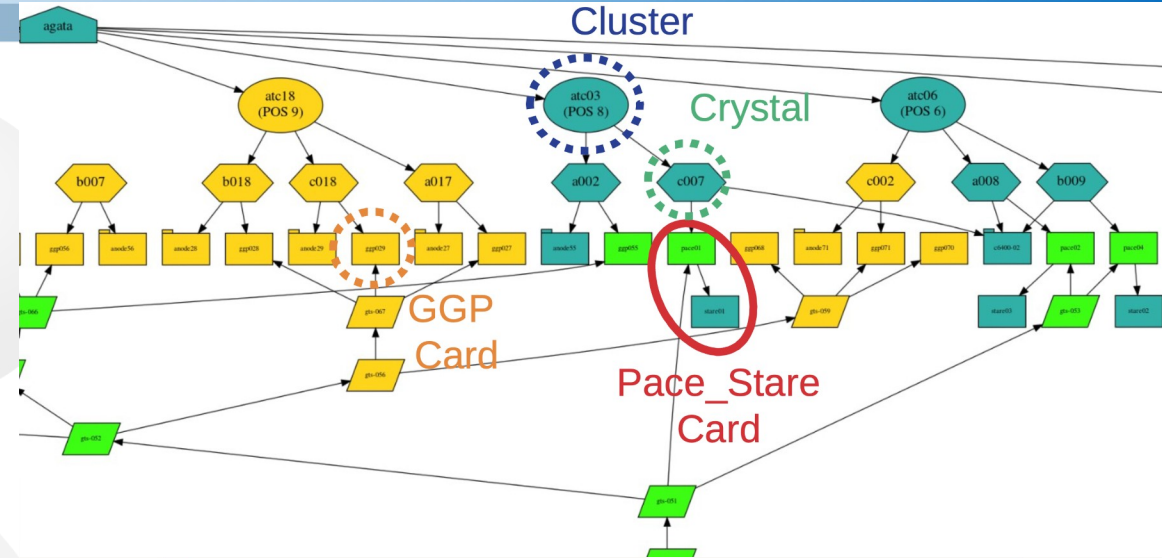 Cluster
agata
atc18
(POS 9)
atc03
(POS 8)
atc06
(POS 6)
Crystal
b007
b018
c018
a017
a002
c007
c002
a008
b009
ggp056
anode56
anode28
ggp028
anode29
ggp029
anode27
ggp027
anode55
ggp055
pace01
ggp068
anode71
ggp071
ggp070
c6400-02
pace02
pace04
gts-066
gts-067
GGP
Card
stare01
gts-059
stare03
gts-053
stare02
gts-056
Pace_Stare
Card
gts-052
gts-051